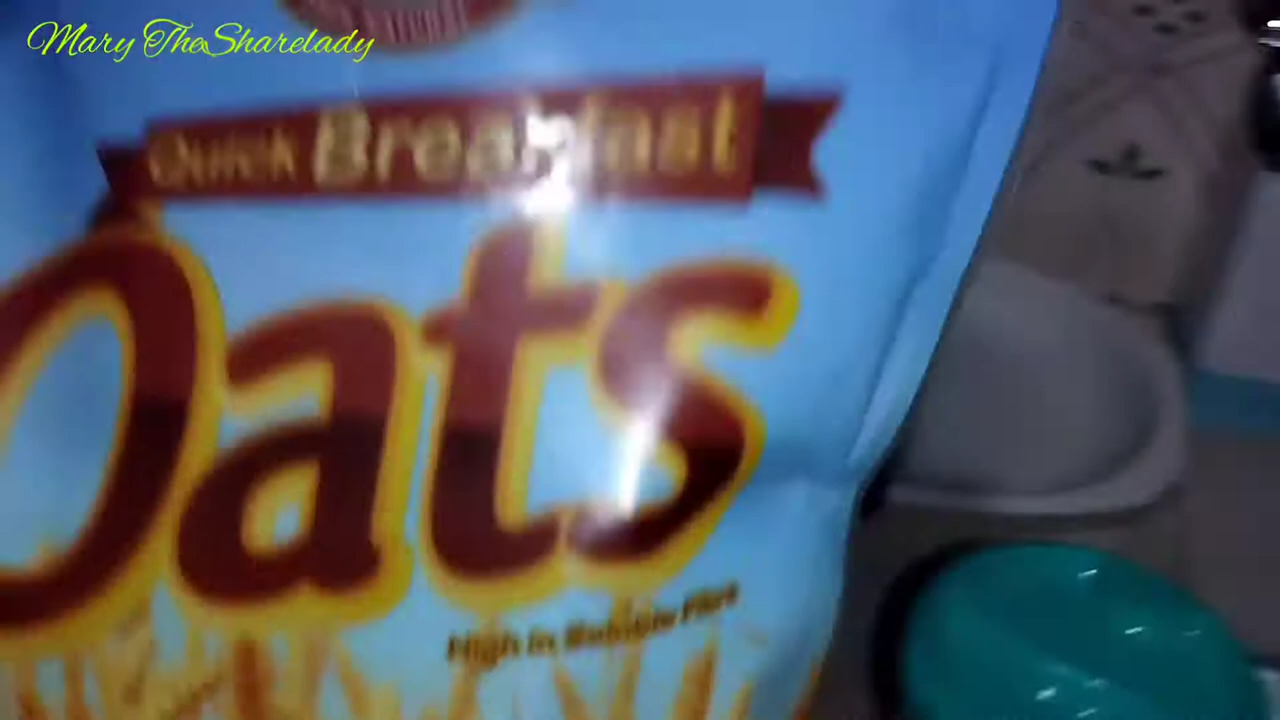 Mary TheSharelady
Quick Breakfast
Oats
High in Soluble Fibre